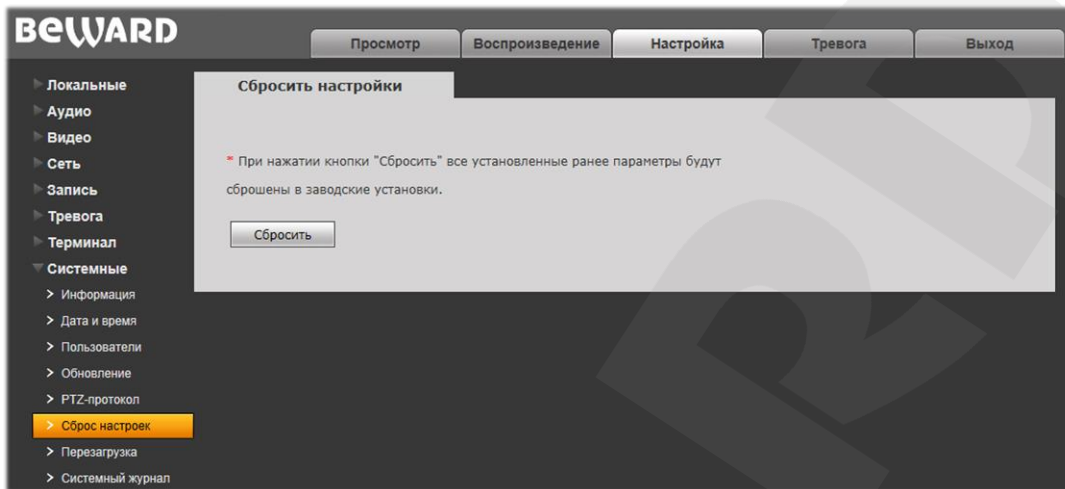 BEWARD
Просмотр Воспроизведение Настройка Тревога Выход
Локальные
Аудио
Видео
Сеть
Запись
Тревога
Терминал
Системные
Информация
Дата и время
Пользователи
Обновление
PTZ-протокол
Сброс настроек
Перезагрузка
Системный журнал
Сбросить настройки
* При нажатии кнопки "Сбросить" все установленные ранее параметры будут
сброшены в заводские установки.
Сбросить